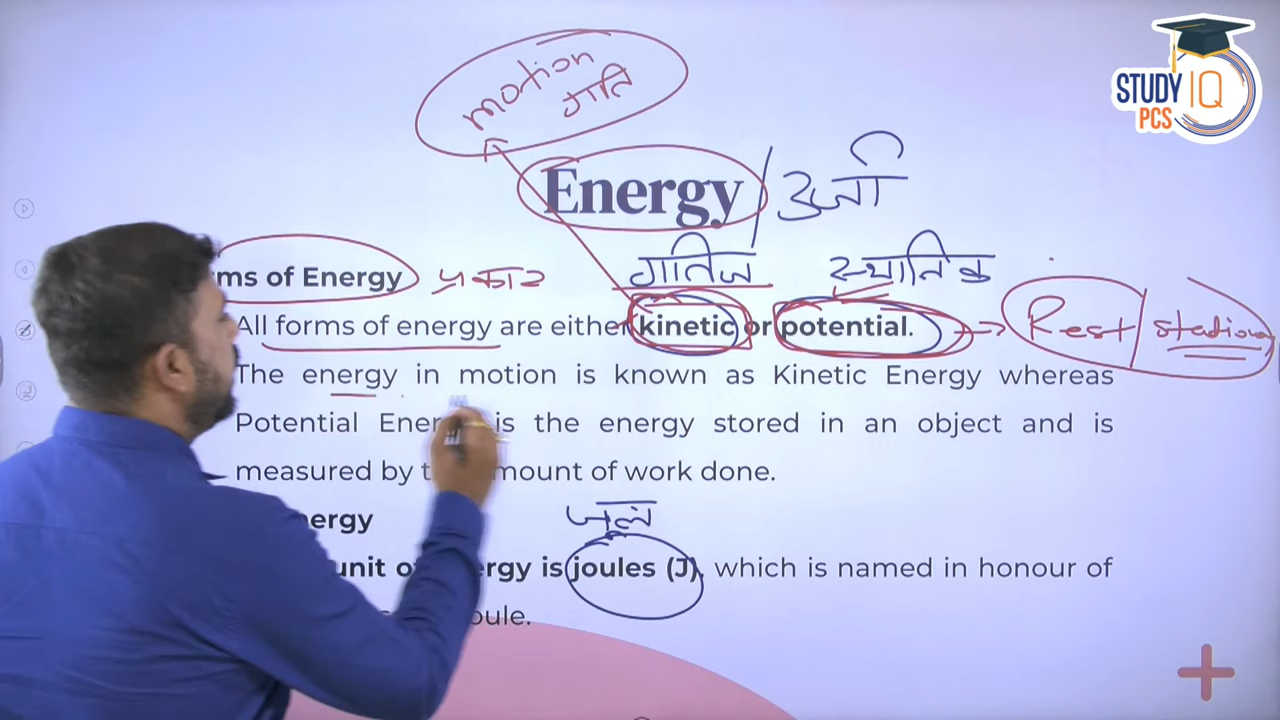 motion
गति
STUDY IQ
PCS
Energy / उर्जा
गतिज स्थानिक
ms of Energy प्रकार
All forms of energy are either kinetic or potential. → Rest / stationary
The energy in motion is known as Kinetic Energy whereas
Potential Ener is the energy stored in an object and is
measured by t mount of work done.
ergy जूल
unit o ergy is joules (J), which is named in honour of
oule.